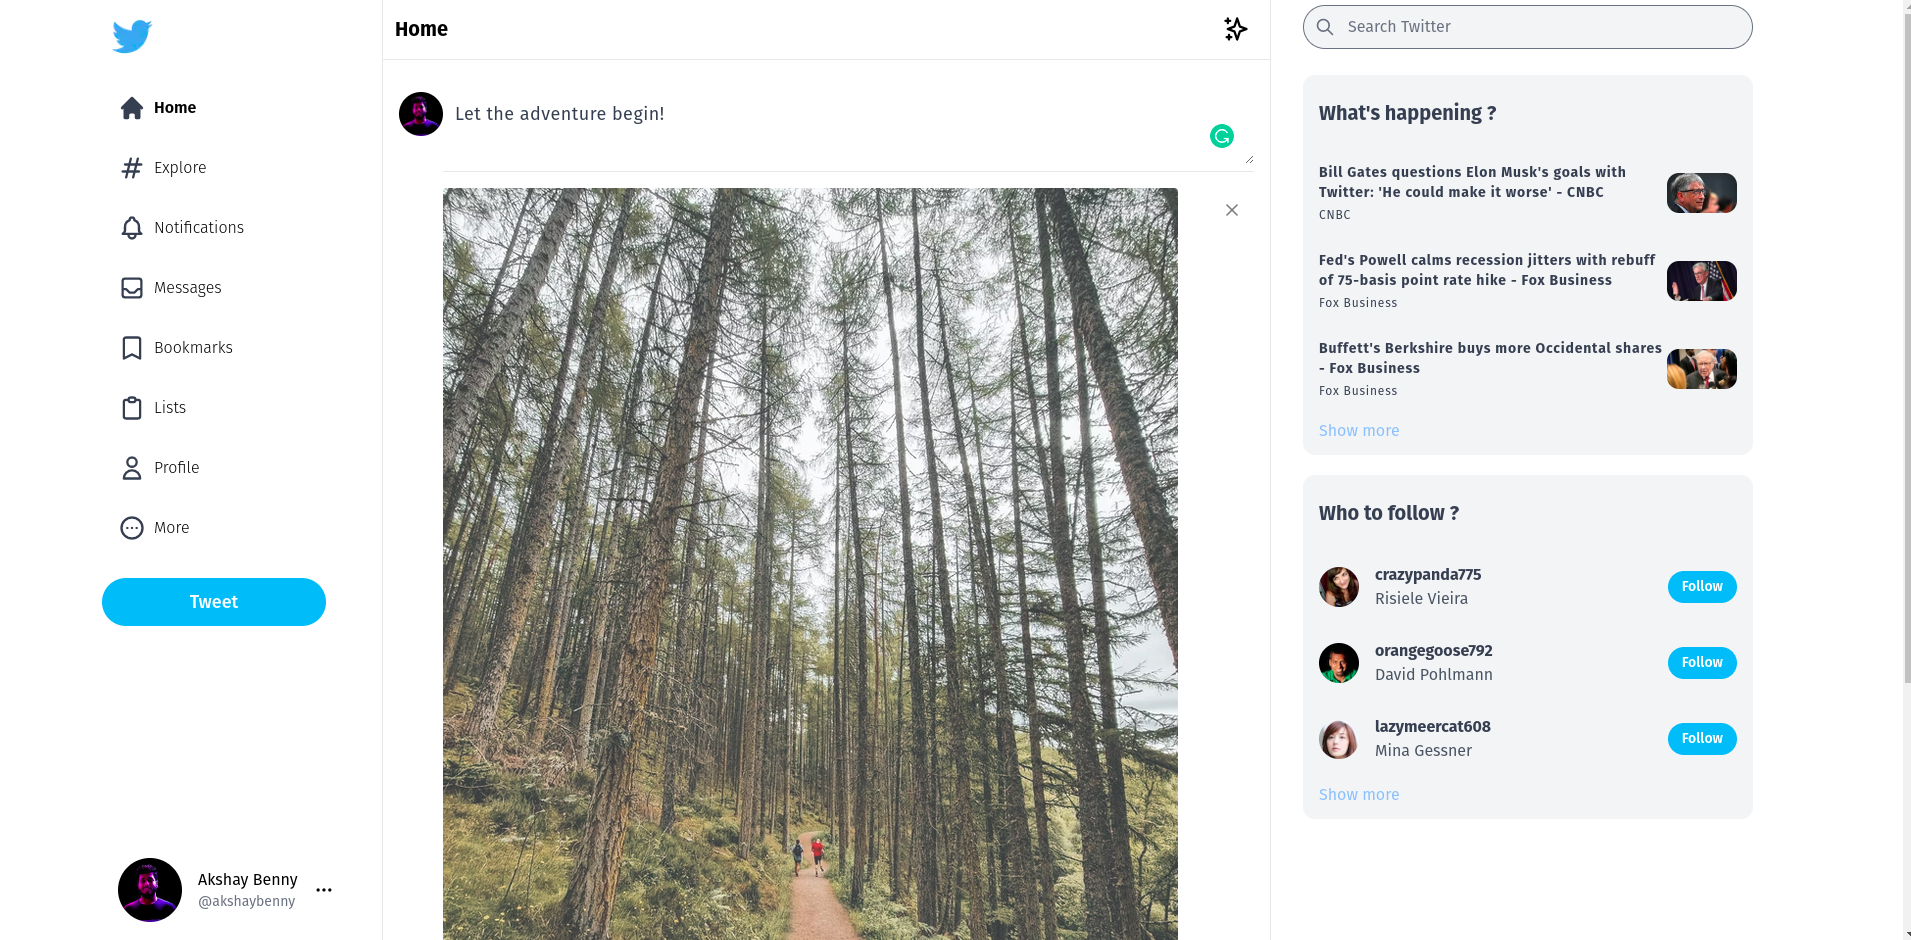 Home
Explore
Notifications
Messages
Bookmarks
Lists
Profile
More
Tweet
Akshay Benny
@akshaybenny
Home
Let the adventure begin!
Search Twitter
What's happening ?
Bill Gates questions Elon Musk's goals with
Twitter: 'He could make it worse' - CNBC
CNBC
Fed's Powell calms recession jitters with rebuff
of 75-basis point rate hike - Fox Business
Fox Business
Buffett's Berkshire buys more Occidental shares
- Fox Business
Fox Business
Show more
Who to follow ?
crazypanda775
Risiele Vieira
Follow
orangegoose792
David Pohlmann
Follow
lazymeercat608
Mina Gessner
Follow
Show more